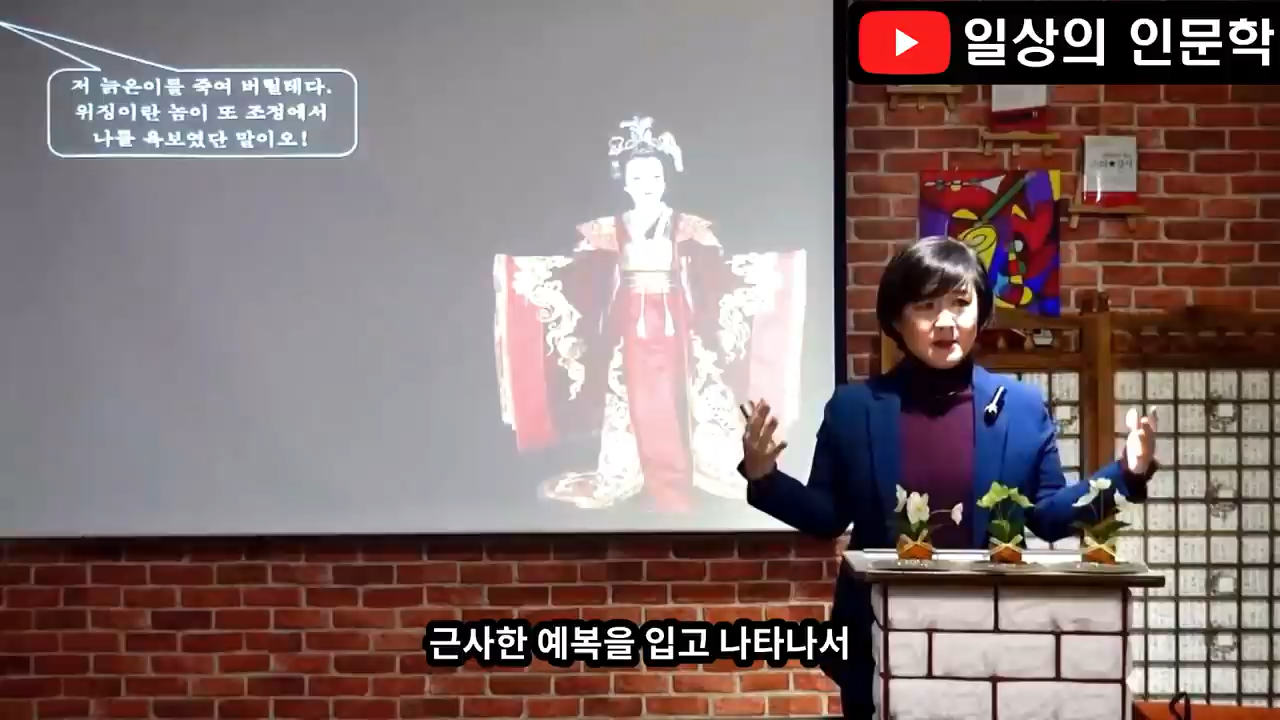 일상의 인문학
저 늙은이를 죽여 버릴테다.
위징이란 놈이 또 조정에서
나를 욕보였단 말이오!
근사한 예복을 입고 나타나서